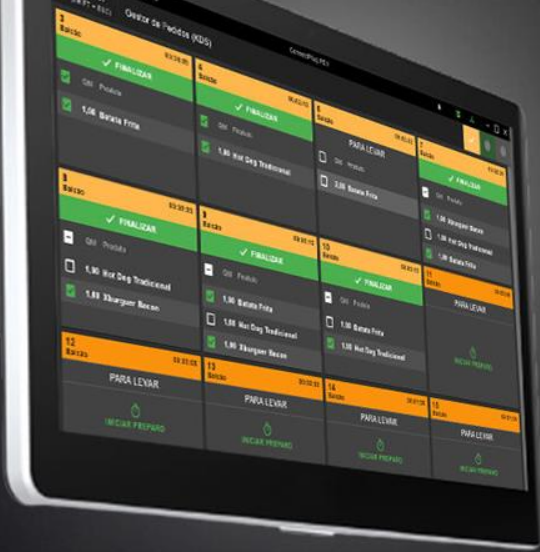 Gestor de Pedidos (KDS)
3
Balcão
✓ FINALIZAR
Qtd Produto
1,00 Batata Frita
4
Balcão
✓ FINALIZAR
Qtd Produto
1,00 Hot Dog Tradicional
Balcão
PARA LEVAR
Qtd Produto
Batata Frita
7
Balcão
✓ FINALIZAR
Qtd Produto
1,00 Xburguer Bacon
1,00 Hot Dog Tradicional
1,00 Batata Frita
Balcão
✓ FINALIZAR
Qtd Produto
1,00 Hot Dog Tradicional
1,00 Xburguer Bacon
9
Balcão
✓ FINALIZAR
Qtd Produto
1,00 Batata Frita
1,00 Hot Dog Tradicional
1,00 Xburguer Bacon
10
Balcão
✓ FINALIZAR
Qtd Produto
1,00 Batata Frita
1,00 Hot Dog Tradicional
11
Balcão
PARA LEVAR
INICIAR PREPARO
12
Balcão
PARA LEVAR
INICIAR PREPARO
13
Balcão
PARA LEVAR
INICIAR PREPARO
14
Balcão
PARA LEVAR
INICIAR PREPARO
15
Balcão
PARA LEVAR
INICIAR PREPARO